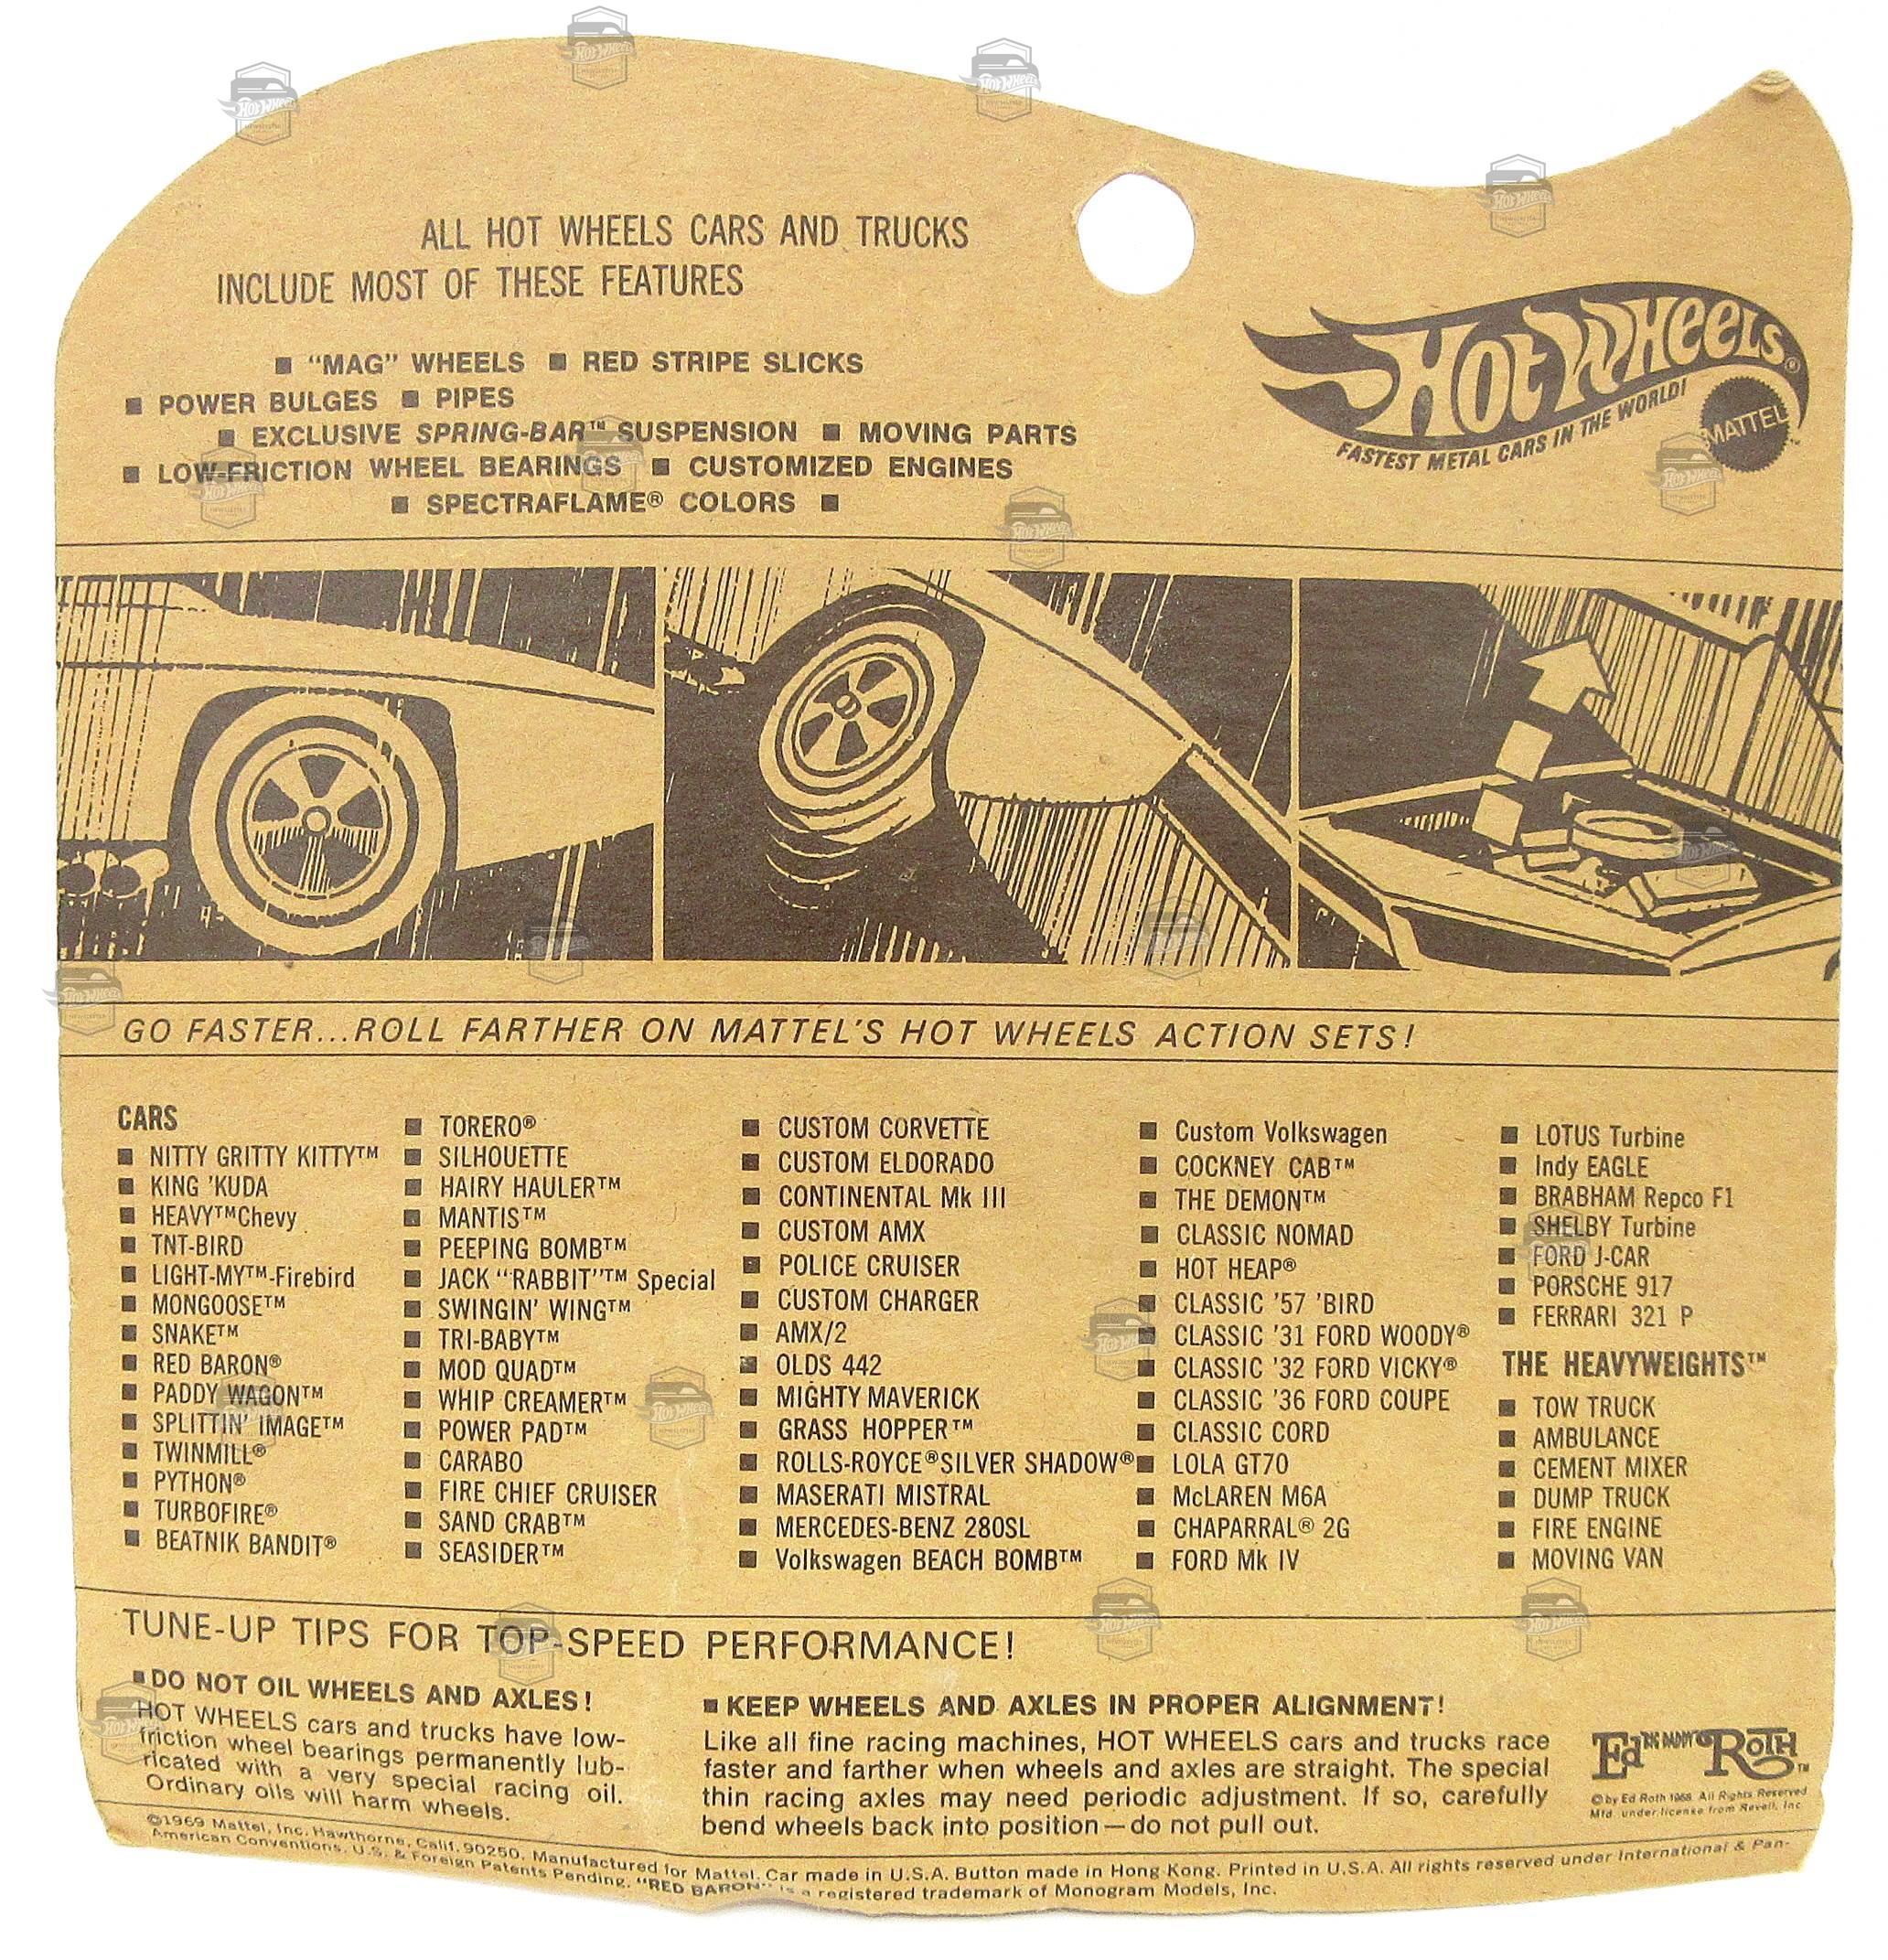 ALL HOT WHEELS CARS AND TRUCKS
INCLUDE MOST OF THESE FEATURES
■ "MAG" WHEELS ■ RED STRIPE SLICKS
■ POWER BULGES ■ PIPES
■ EXCLUSIVE SPRING-BAR™ SUSPENSION ■ MOVING PARTS
■ LOW-FRICTION WHEEL BEARINGS ■ CUSTOMIZED ENGINES
■ SPECTRAFLAME® COLORS ■
Hot Wheels®
FASTEST METAL CARS IN THE WORLD!
MATTEL™
GO FASTER...ROLL FARTHER ON MATTEL'S HOT WHEELS ACTION SETS!
CARS
■ NITTY GRITTY KITTY™
■ KING 'KUDA
■ HEAVY™Chevy
■ TNT-BIRD
■ LIGHT-MY™-Firebird
■ MONGOOSE™
■ SNAKE™
■ RED BARON®
■ PADDY WAGON™
■ SPLITTIN' IMAGE™
■ TWINMILL®
■ PYTHON®
■ TURBOFIRE®
■ BEATNIK BANDIT®
■ TORERO®
■ SILHOUETTE
■ HAIRY HAULER™
■ MANTIS™
■ PEEPING BOMB™
■ JACK "RABBIT"™ Special
■ SWINGIN' WING™
■ TRI-BABY™
■ MOD QUAD™
■ WHIP CREAMER™
■ POWER PAD™
■ CARABO
■ FIRE CHIEF CRUISER
■ SAND CRAB™
■ SEASIDER™
■ CUSTOM CORVETTE
■ CUSTOM ELDORADO
■ CONTINENTAL Mk III
■ CUSTOM AMX
■ POLICE CRUISER
■ CUSTOM CHARGER
■ AMX/2
■ OLDS 442
■ MIGHTY MAVERICK
■ GRASS HOPPER™
■ ROLLS-ROYCE®SILVER SHADOW®
■ MASERATI MISTRAL
■ MERCEDES-BENZ 280SL
■ Volkswagen BEACH BOMB™
■ Custom Volkswagen
■ COCKNEY CAB™
■ THE DEMON™
■ CLASSIC NOMAD
■ HOT HEAP®
■ CLASSIC '57 'BIRD
■ CLASSIC '31 FORD WOODY®
■ CLASSIC '32 FORD VICKY®
■ CLASSIC '36 FORD COUPE
■ CLASSIC CORD
■ LOLA GT70
■ McLAREN M6A
■ CHAPARRAL® 2G
■ FORD Mk IV
■ LOTUS Turbine
■ Indy EAGLE
■ BRABHAM Repco F1
■ SHELBY Turbine
■ FORD J-CAR
■ PORSCHE 917
■ FERRARI 321 P
THE HEAVYWEIGHTS™
■ TOW TRUCK
■ AMBULANCE
■ CEMENT MIXER
■ DUMP TRUCK
■ FIRE ENGINE
■ MOVING VAN
TUNE-UP TIPS FOR TOP-SPEED PERFORMANCE!
■ DO NOT OIL WHEELS AND AXLES!
HOT WHEELS cars and trucks have low-
friction wheel bearings permanently lub-
ricated with a very special racing oil.
Ordinary oils will harm wheels.
■ KEEP WHEELS AND AXLES IN PROPER ALIGNMENT!
Like all fine racing machines, HOT WHEELS cars and trucks race
faster and farther when wheels and axles are straight. The special
thin racing axles may need periodic adjustment. If so, carefully
bend wheels back into position—do not pull out.
Ed "BIG DADDY" ROTH™
© by Ed Roth 1968. All Rights Reserved
Mfd. under license from Revell, Inc.
©1969 Mattel, Inc. Hawthorne, Calif. 90250. Manufactured for Mattel. Car made in U.S.A. Button made in Hong Kong. Printed in U.S.A. All rights reserved under International & Pan-
American Conventions. U.S. & Foreign Patents Pending. "RED BARON" is a registered trademark of Monogram Models, Inc.